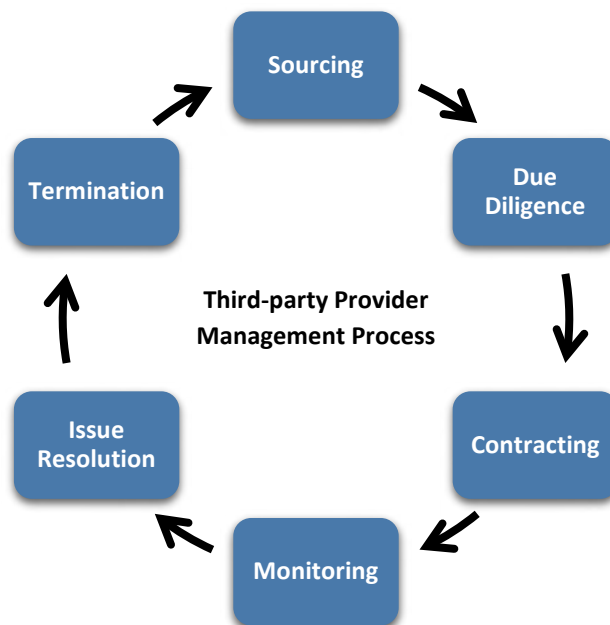 Sourcing
Due
Diligence
Contracting
Monitoring
Issue
Resolution
Termination
Third-party Provider
Management Process